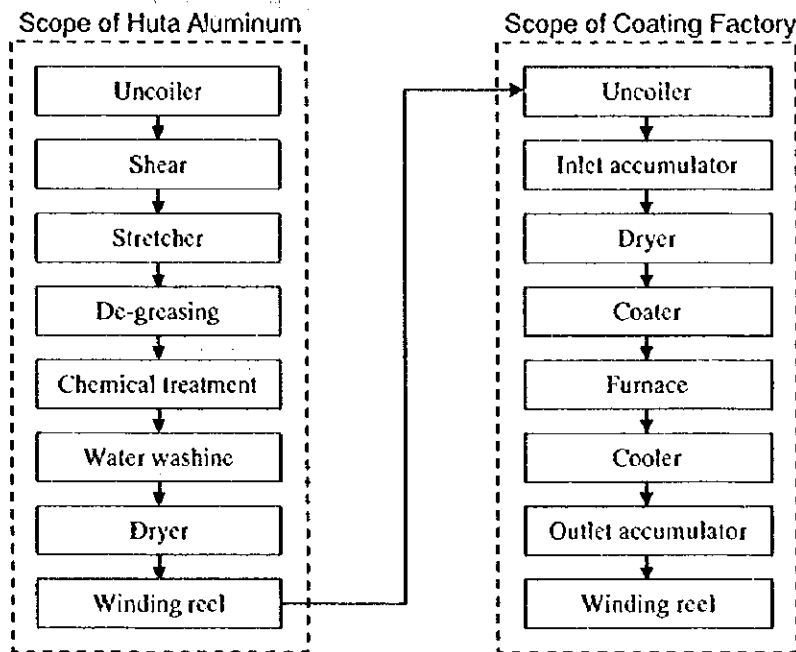 Scope of Huta Aluminum
Uncoiler
Shear
Stretcher
De-greasing
Chemical treatment
Water washine
Dryer
Winding reel
Scope of Coating Factory
Uncoiler
Inlet accumulator
Dryer
Coater
Furnace
Cooler
Outlet accumulator
Winding reel